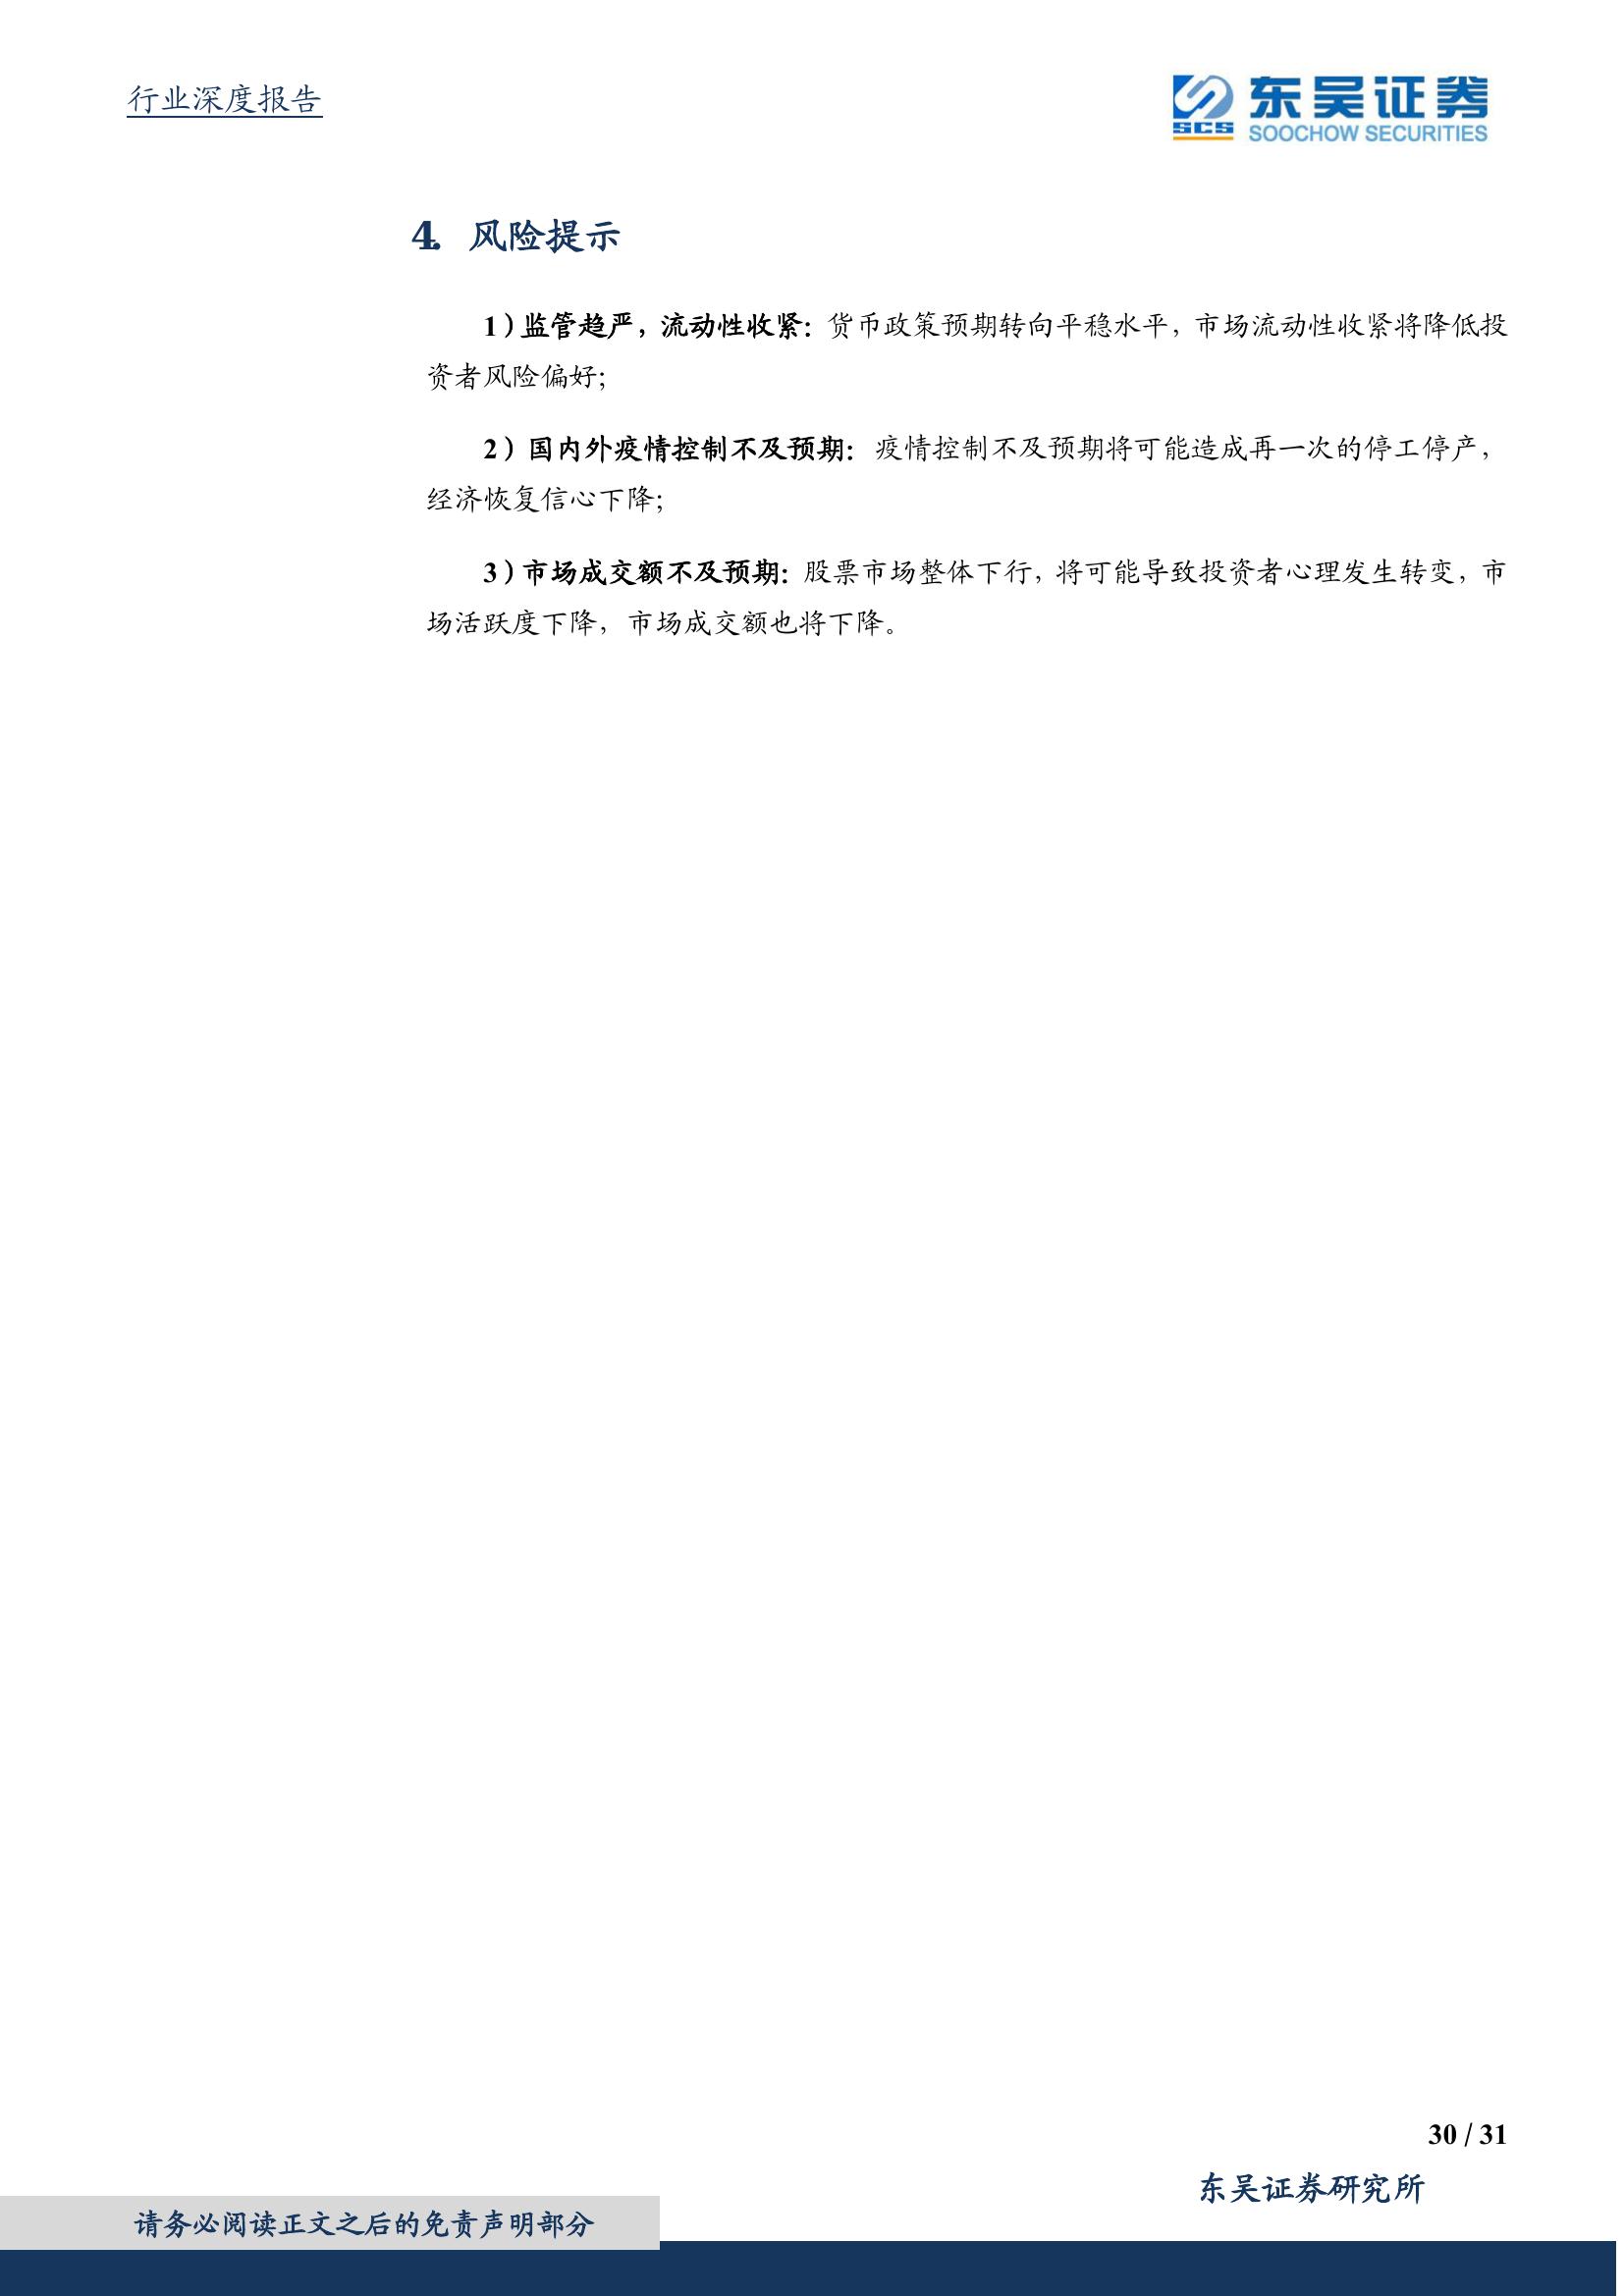 行业深度报告
SCS
东吴证券
SOOCHOW SECURITIES
4. 风险提示
1）监管趋严，流动性收紧：货币政策预期转向平稳水平，市场流动性收紧将降低投
资者风险偏好；
2）国内外疫情控制不及预期：疫情控制不及预期将可能造成再一次的停工停产，
经济恢复信心下降；
3）市场成交额不及预期：股票市场整体下行，将可能导致投资者心理发生转变，市
场活跃度下降，市场成交额也将下降。
30 / 31
东吴证券研究所
请务必阅读正文之后的免责声明部分